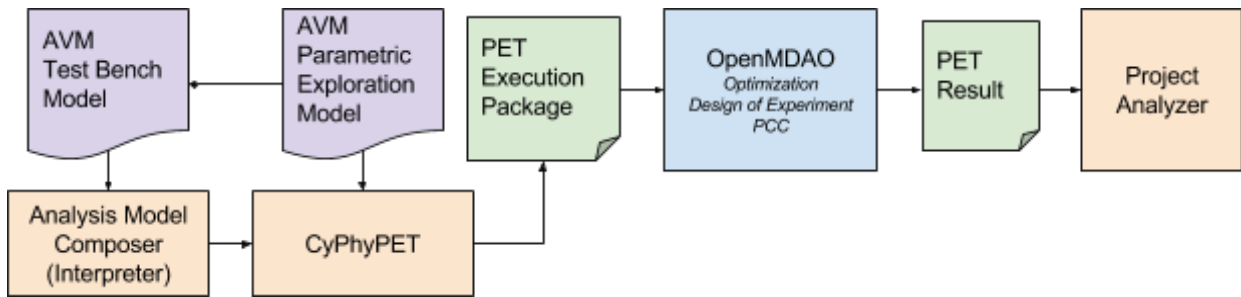 AVM
Test Bench
Model
AVM
Parametric
Exploration
Model
PET
Execution
Package
OpenMDAO
Optimization
Design of Experiment
PCC
PET
Result
Project
Analyzer
Analysis Model
Composer
(Interpreter)
CyPhyPET